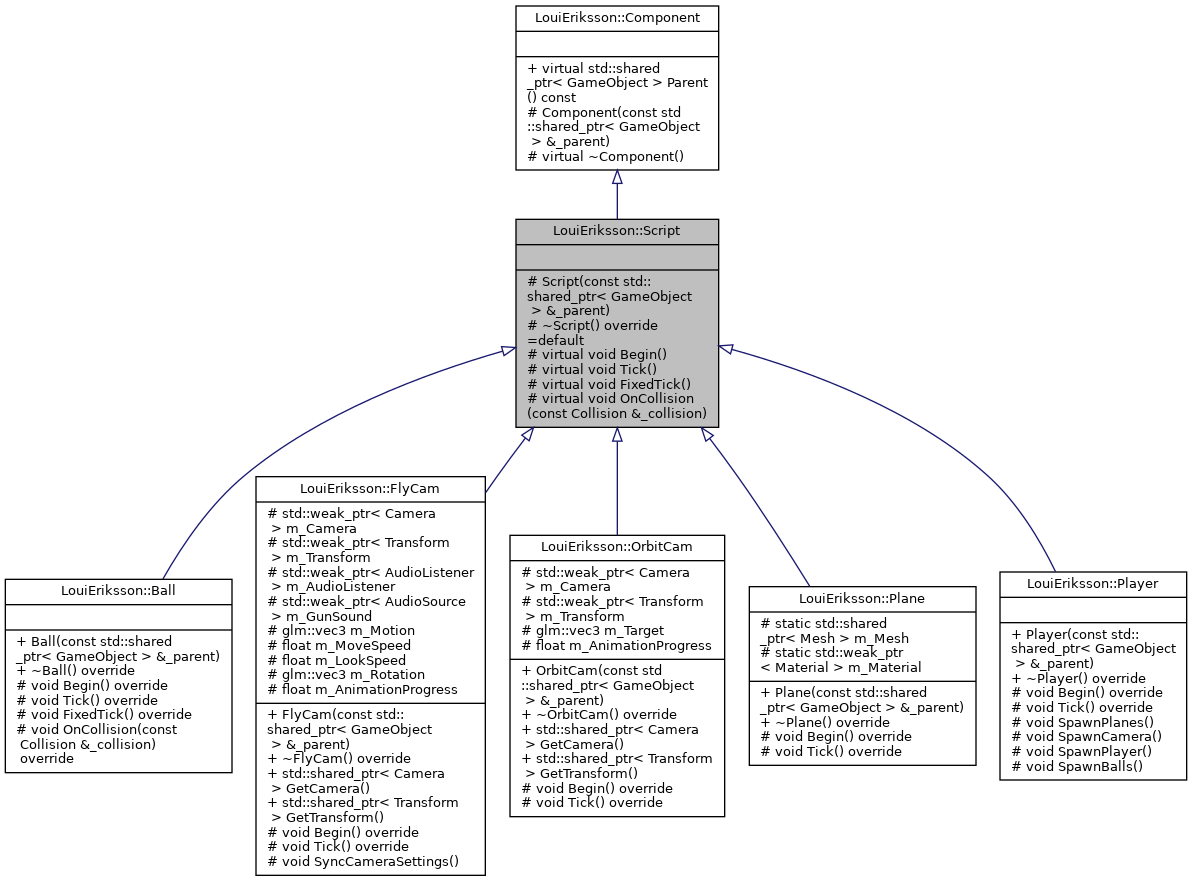 LouiEriksson::Component
+ virtual std::shared
_ptr< GameObject > Parent
() const
# Component(const std
::shared_ptr< GameObject
> &_parent)
# virtual ~Component()
LouiEriksson::Script
# Script(const std::
shared_ptr< GameObject
> &_parent)
# ~Script() override
=default
# virtual void Begin()
# virtual void Tick()
# virtual void FixedTick()
# virtual void OnCollision
(const Collision &_collision)
LouiEriksson::Ball
+ Ball(const std::shared
_ptr< GameObject > &_parent)
+ ~Ball() override
# void Begin() override
# void Tick() override
# void FixedTick() override
# void OnCollision(const
Collision &_collision)
override
LouiEriksson::FlyCam
# std::weak_ptr< Camera
> m_Camera
# std::weak_ptr< Transform
> m_Transform
# std::weak_ptr< AudioListener
> m_AudioListener
# std::weak_ptr< AudioSource
> m_GunSound
# glm::vec3 m_Motion
# float m_MoveSpeed
# float m_LookSpeed
# glm::vec3 m_Rotation
# float m_AnimationProgress
+ FlyCam(const std::
shared_ptr< GameObject
> &_parent)
+ ~FlyCam() override
+ std::shared_ptr< Camera
> GetCamera()
+ std::shared_ptr< Transform
> GetTransform()
# void Begin() override
# void Tick() override
# void SyncCameraSettings()
LouiEriksson::OrbitCam
# std::weak_ptr< Camera
> m_Camera
# std::weak_ptr< Transform
> m_Transform
# glm::vec3 m_Target
# float m_AnimationProgress
+ OrbitCam(const std
::shared_ptr< GameObject
> &_parent)
+ ~OrbitCam() override
+ std::shared_ptr< Camera
> GetCamera()
+ std::shared_ptr< Transform
> GetTransform()
# void Begin() override
# void Tick() override
LouiEriksson::Plane
# static std::shared
_ptr< Mesh > m_Mesh
# static std::weak_ptr
< Material > m_Material
+ Plane(const std::shared
_ptr< GameObject > &_parent)
+ ~Plane() override
# void Begin() override
# void Tick() override
LouiEriksson::Player
+ Player(const std::
shared_ptr< GameObject
> &_parent)
+ ~Player() override
# void Begin() override
# void Tick() override
# void SpawnPlanes()
# void SpawnCamera()
# void SpawnPlayer()
# void SpawnBalls()